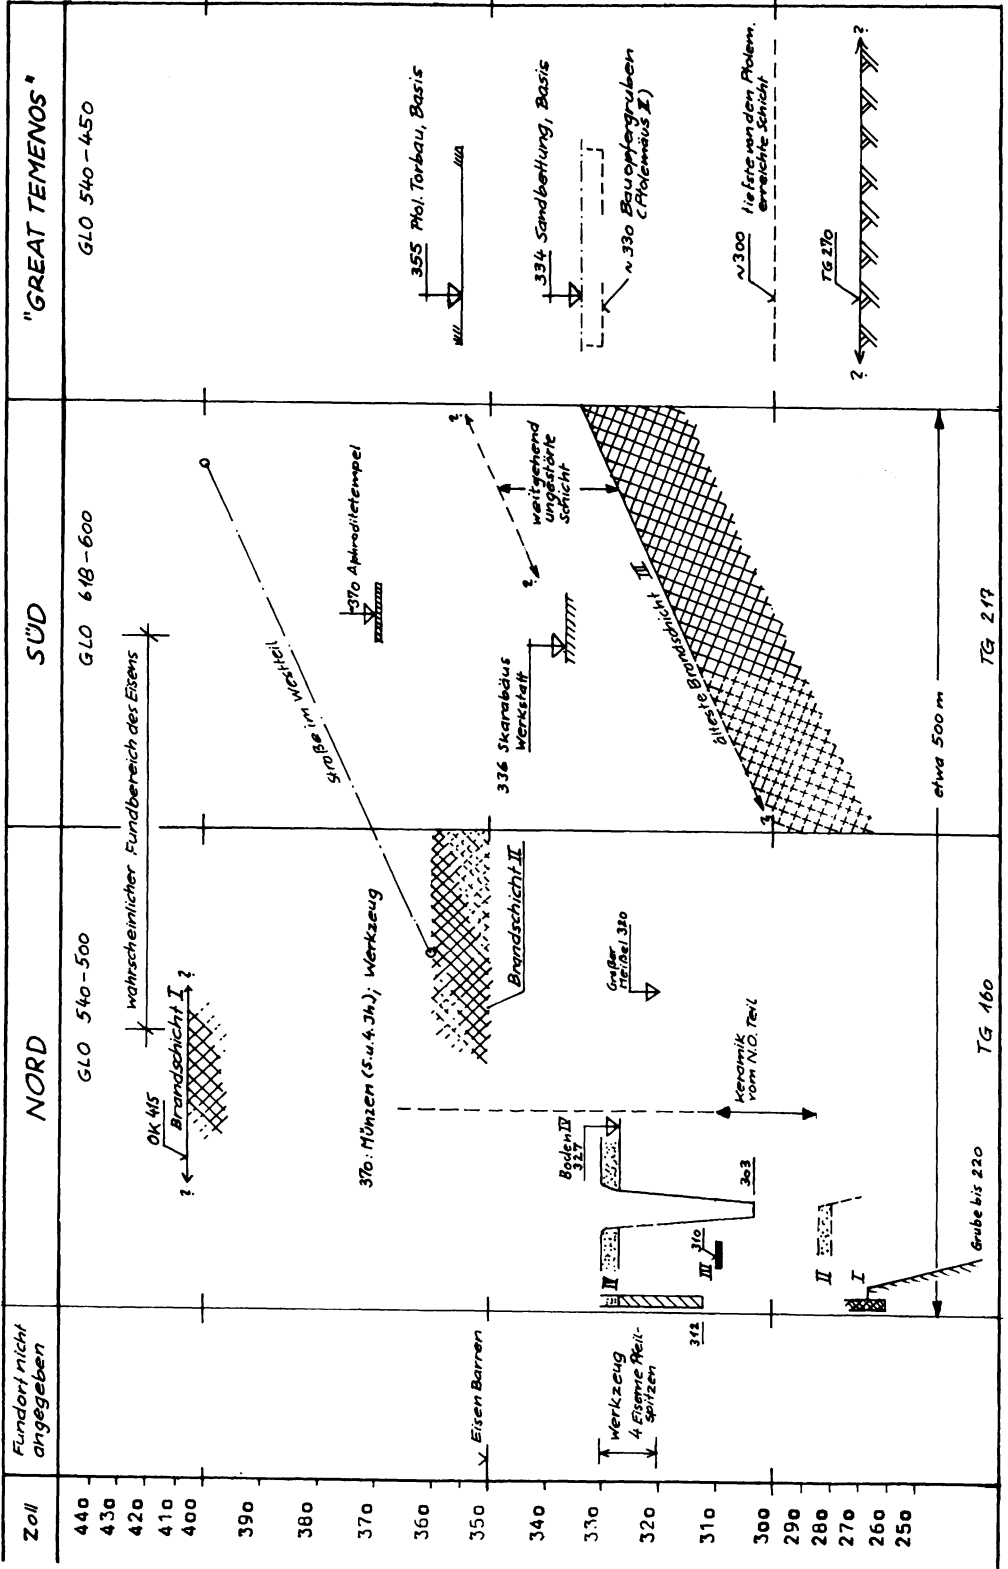 Zoll
440
430
420
410
400
390
380
370
360
350
340
330
320
310
300
290
280
270
260
250
Fundort nicht
angegeben
Eisen Barren
Werkzeug
4 Eiserne Pfeil-
spitzen
NORD
GLO 540-500
? ?
OK 415
Brandschicht I
wahrscheinlicher Fundbereich des Eisens
370: Münzen (5.u.4.Jh.); Werkzeug
Brandschicht II
Großer
Meißel 320
Keramik
vom N.O. Teil
Boden IV
327
303
IV
310
III
312
II
I
Grube bis 220
TG 160
SÜD
GLO 618-600
Straße im Westteil
370 Aphroditetempel
336 Skarabäus
Werkstatt
?
?
weitgehend
ungestörte
Schicht
älteste Brandschicht III
?
etwa 500 m
TG 217
"GREAT TEMENOS"
GLO 540-450
355 Ptol. Torbau, Basis
334 Sandbettung, Basis
~330 Bauopfergruben
(Ptolemäus II)
~300 tiefste von den Ptolem.
erreichte Schicht
TG 270
? ?